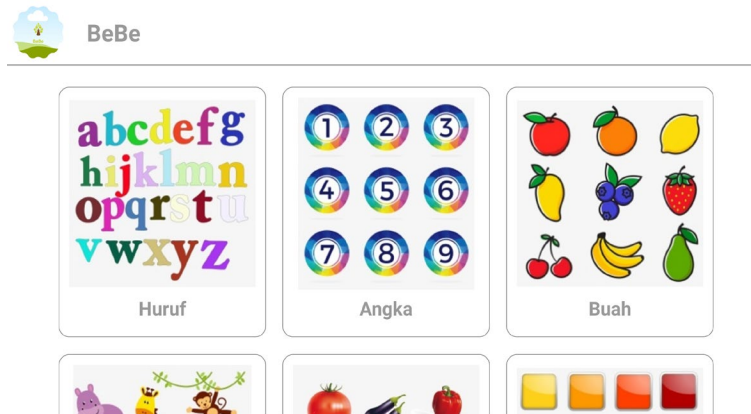 BeBe
abcdefg
hijklmn
opqrstu
vwxyz
Huruf
1 2 3
4 5 6
7 8 9
Angka
Buah